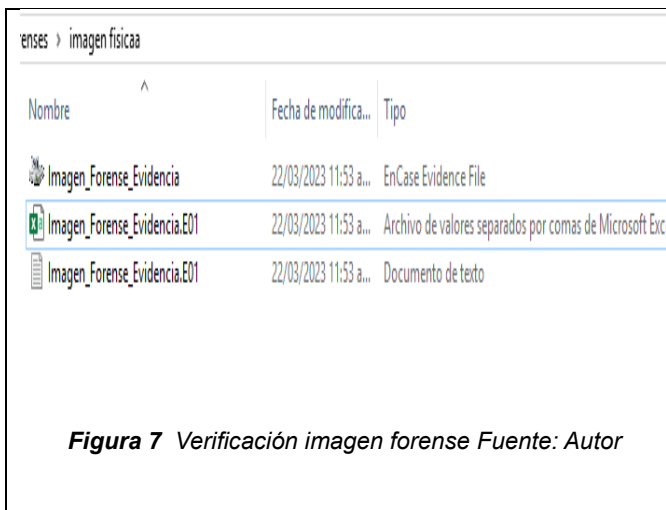 enses > imagen fisicaa
Nombre Fecha de modifica... Tipo
Imagen_Forense_Evidencia 22/03/2023 11:53 a... EnCase Evidence File
Imagen_Forense_Evidencia.E01 22/03/2023 11:53 a... Archivo de valores separados por comas de Microsoft Exc
Imagen_Forense_Evidencia.E01 22/03/2023 11:53 a... Documento de texto
Figura 7 Verificación imagen forense Fuente: Autor